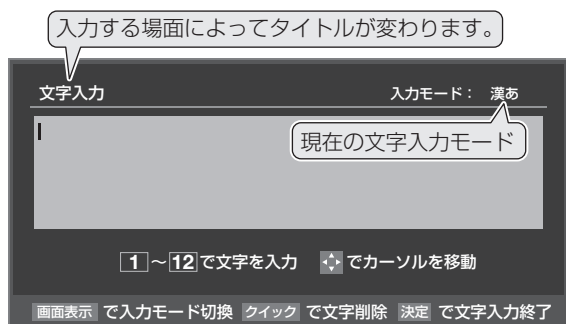 入力する場面によってタイトルが変わります。
文字入力 入力モード： 漢あ
現在の文字入力モード
1～12で文字を入力 でカーソルを移動
画面表示 で入力モード切換 クイック で文字削除 決定 で文字入力終了